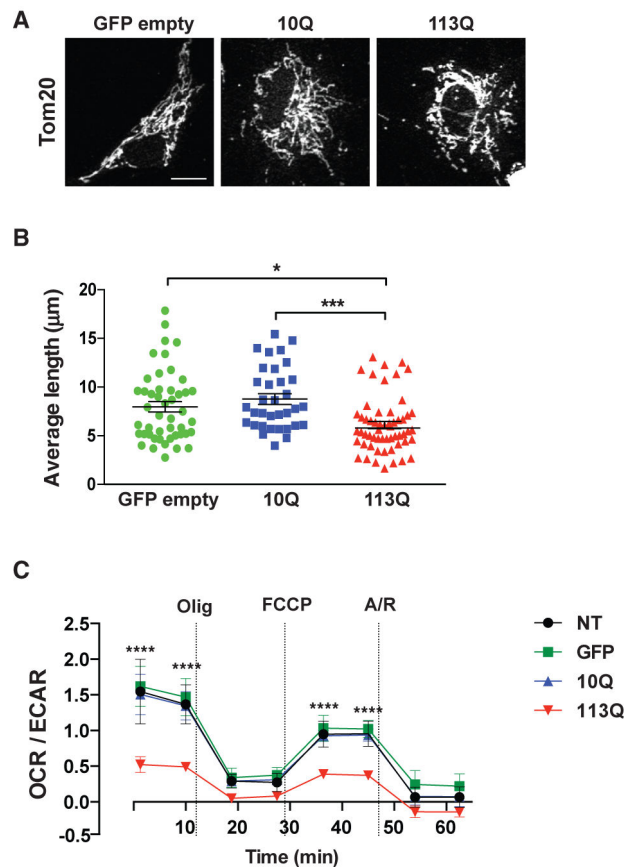 A
GFP empty 10Q 113Q
Tom20
B
* 
***
Average length (μm)
20
15
10
5
0
GFP empty 10Q 113Q
C
Olig FCCP A/R
**** **** **** ****
OCR / ECAR
2.5
2.0
1.5
1.0
0.5
0.0
-0.5
10 20 30 40 50 60
Time (min)
NT
GFP
10Q
113Q